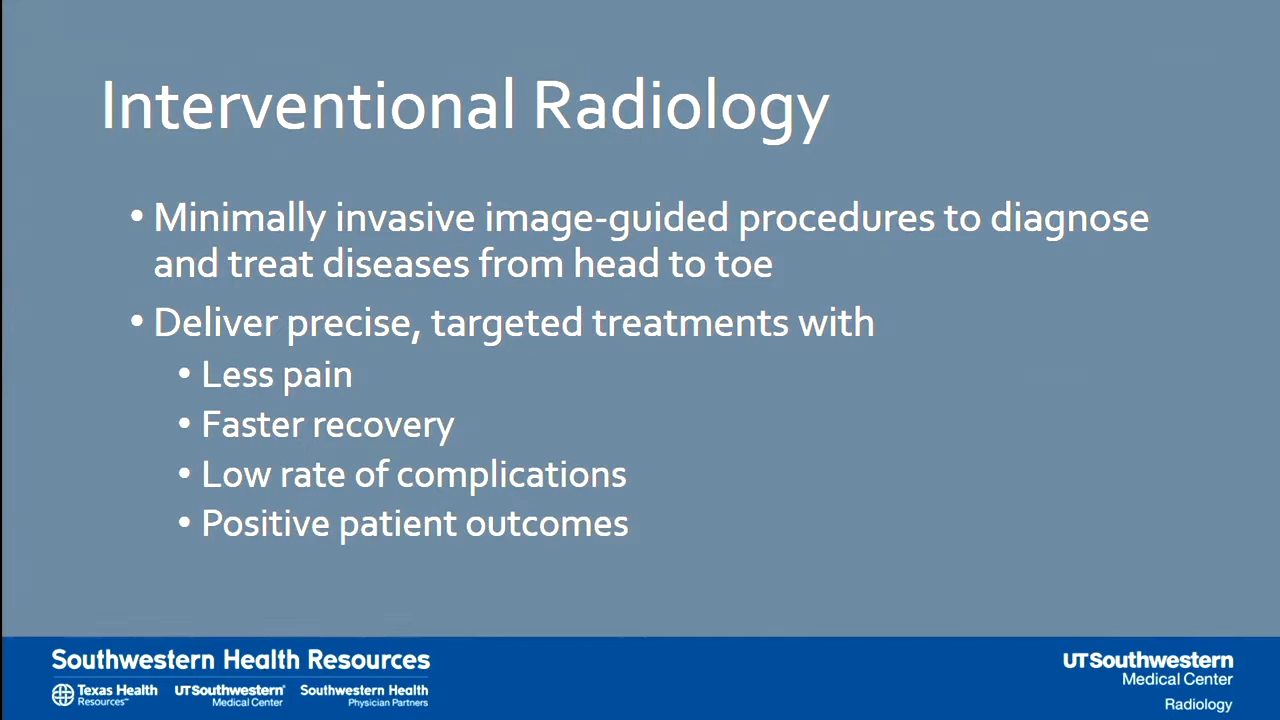 Interventional Radiology
• Minimally invasive image-guided procedures to diagnose
and treat diseases from head to toe
• Deliver precise, targeted treatments with
• Less pain
• Faster recovery
• Low rate of complications
• Positive patient outcomes
Southwestern Health Resources
Texas Health
Resources℠
UTSouthwestern®
Medical Center
Southwestern Health
Physician Partners
UTSouthwestern
Medical Center
Radiology